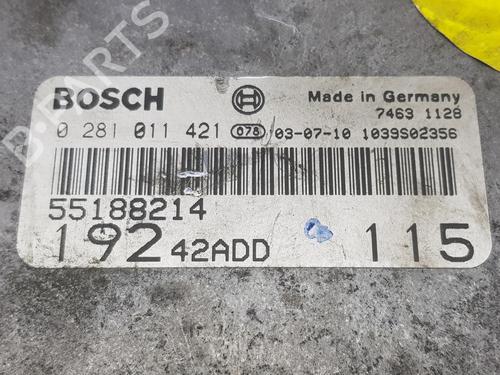 B-PARTS
BOSCH Made in Germany
7463 1128
0 281 011 421 078 03-07-10 1039S02356
55188214
192 42ADD 115